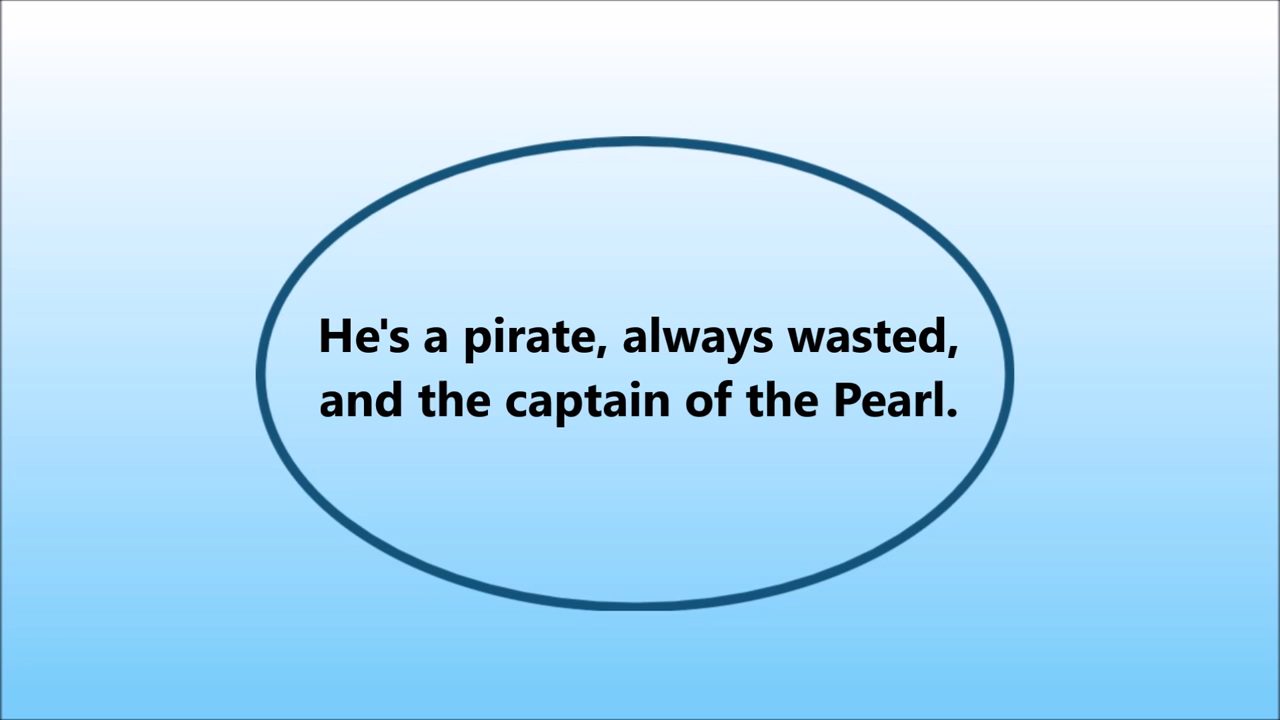 He's a pirate, always wasted,
and the captain of the Pearl.